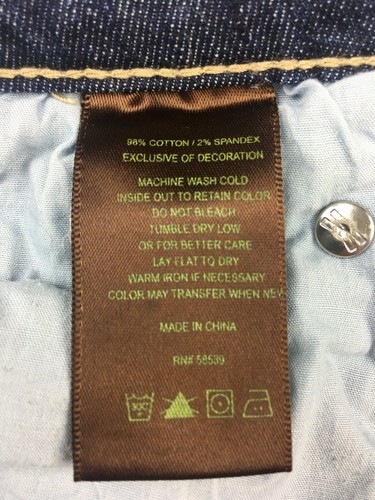 98% COTTON / 2% SPANDEX
EXCLUSIVE OF DECORATION
MACHINE WASH COLD
INSIDE OUT TO RETAIN COLOR
DO NOT BLEACH
TUMBLE DRY LOW
OR FOR BETTER CARE
LAY FLAT TO DRY
WARM IRON IF NECESSARY
COLOR MAY TRANSFER WHEN NEW
MADE IN CHINA
RN# 58539
30C